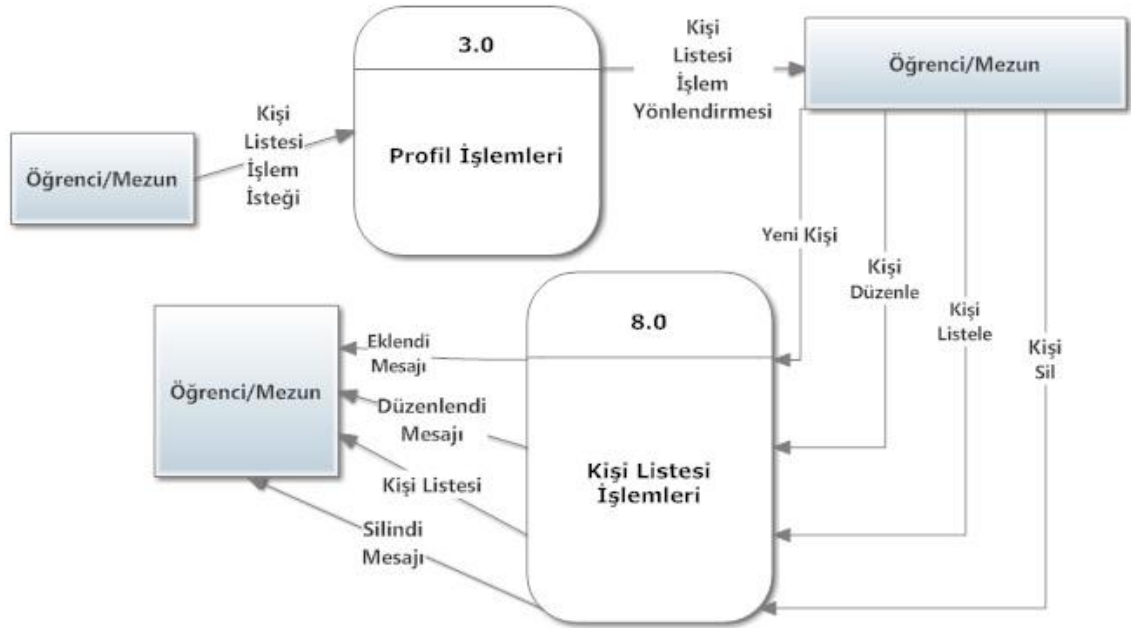 3.0
Profil İşlemleri
Kişi
Listesi
İşlem
Yönlendirmesi
Öğrenci/Mezun
Kişi
Listesi
İşlem
İsteği
Öğrenci/Mezun
Yeni Kişi
Kişi
Düzenle
Kişi
Listele
Kişi
Sil
8.0
Kişi Listesi
İşlemleri
Eklendi
Mesajı
Düzenlendi
Mesajı
Kişi Listesi
Silindi
Mesajı
Öğrenci/Mezun